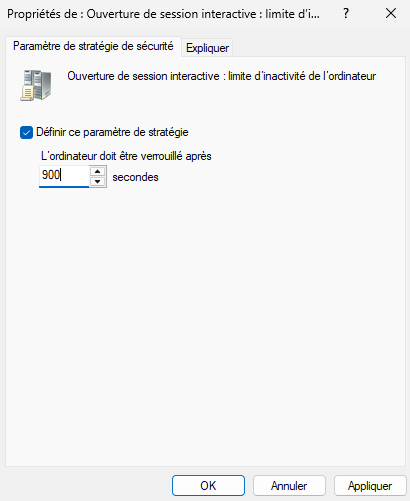 Propriétés de : Ouverture de session interactive : limite d'i...
Paramètre de stratégie de sécurité
Expliquer
Ouverture de session interactive : limite d'inactivité de l'ordinateur
Définir ce paramètre de stratégie
L'ordinateur doit être verrouillé après
900 secondes
OK Annuler Appliquer